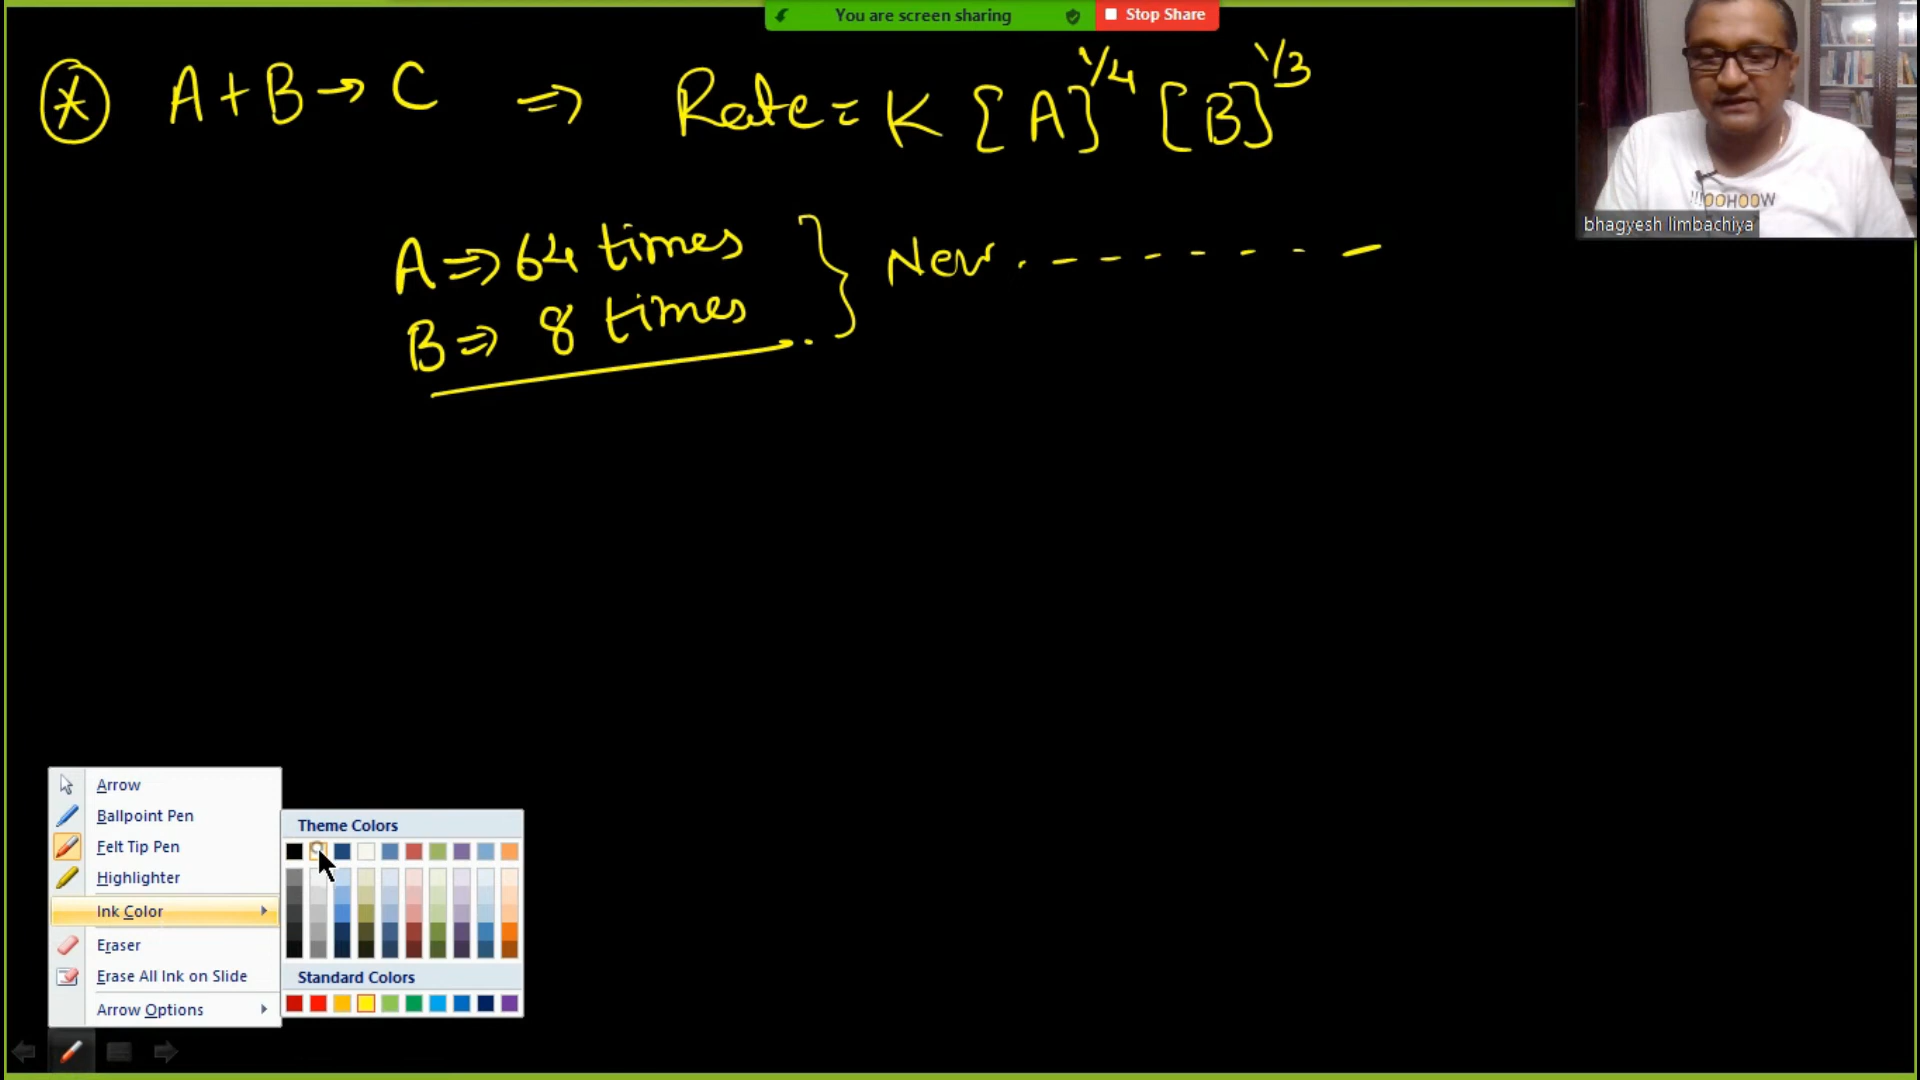 You are screen sharing
Stop Share
A + B → C ⇒ Rate = K [A]^1/4 [B]^1/3
A ⇒ 64 times
B ⇒ 8 times
New. - - - - - - -
!!!OOHOOW
bhagyesh limbachiya
Arrow
Ballpoint Pen
Felt Tip Pen
Highlighter
Ink Color
Eraser
Erase All Ink on Slide
Arrow Options
Theme Colors
Standard Colors